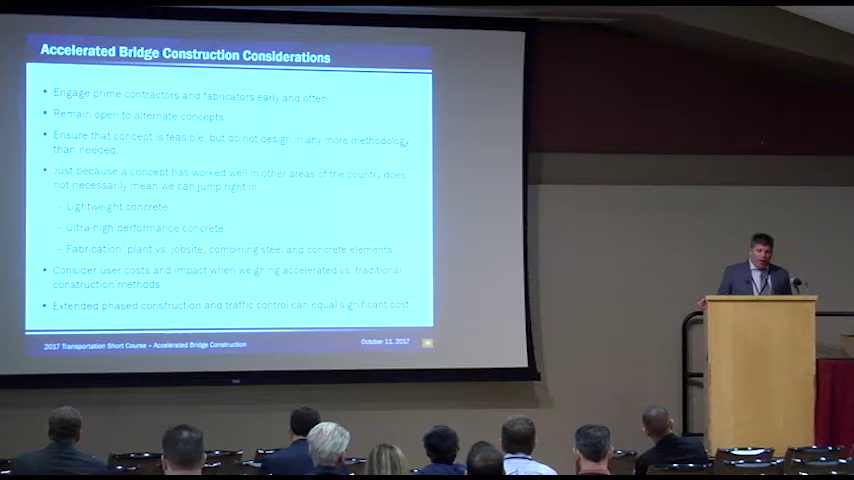 Accelerated Bridge Construction Considerations
• Engage prime contractors and fabricators early and often.
• Remain open to alternate concepts.
• Ensure that concept is feasible, but do not design in any more methodology
than needed.
• Just because a concept has worked well in other areas of the country does
not necessarily mean we can jump right in.
– Lightweight concrete.
– Ultra-high performance concrete.
– Fabrication: plant vs. jobsite, combining steel and concrete elements.
• Consider user costs and impact when weighing accelerated vs. traditional
construction methods.
• Extended phased construction and traffic control can equal significant cost.
2017 Transportation Short Course – Accelerated Bridge Construction
October 11, 2017